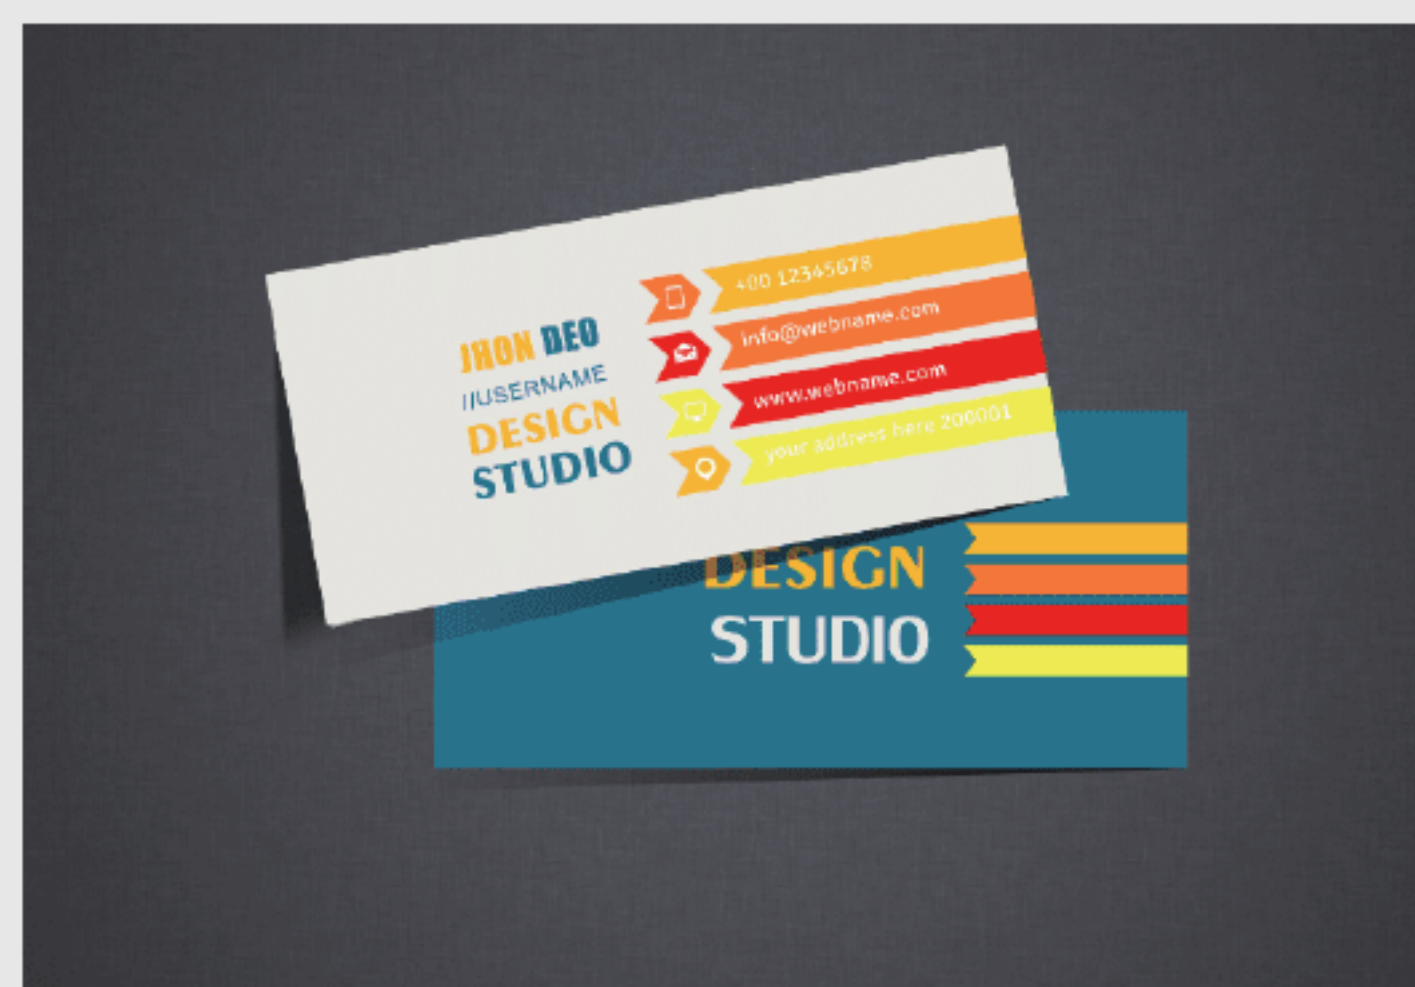 JHON DEO
//USERNAME
DESIGN
STUDIO
+00 12345678
info@webname.com
www.webname.com
your address here 200001
DESIGN
STUDIO